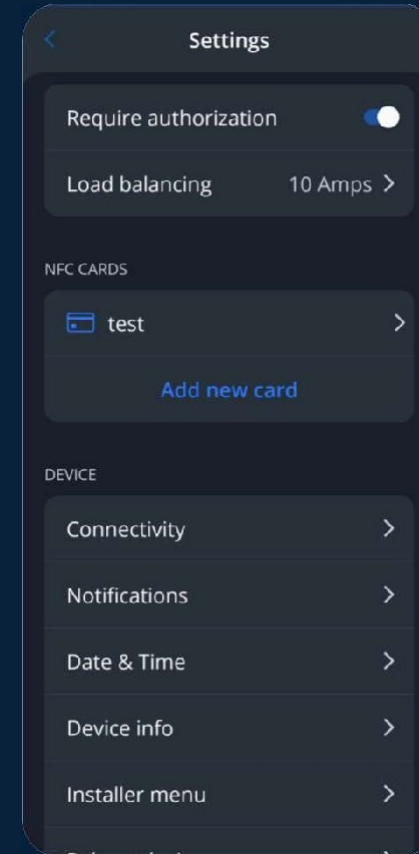 Settings
Require authorization
Load balancing 10 Amps
NFC CARDS
test
Add new card
DEVICE
Connectivity
Notifications
Date & Time
Device info
Installer menu